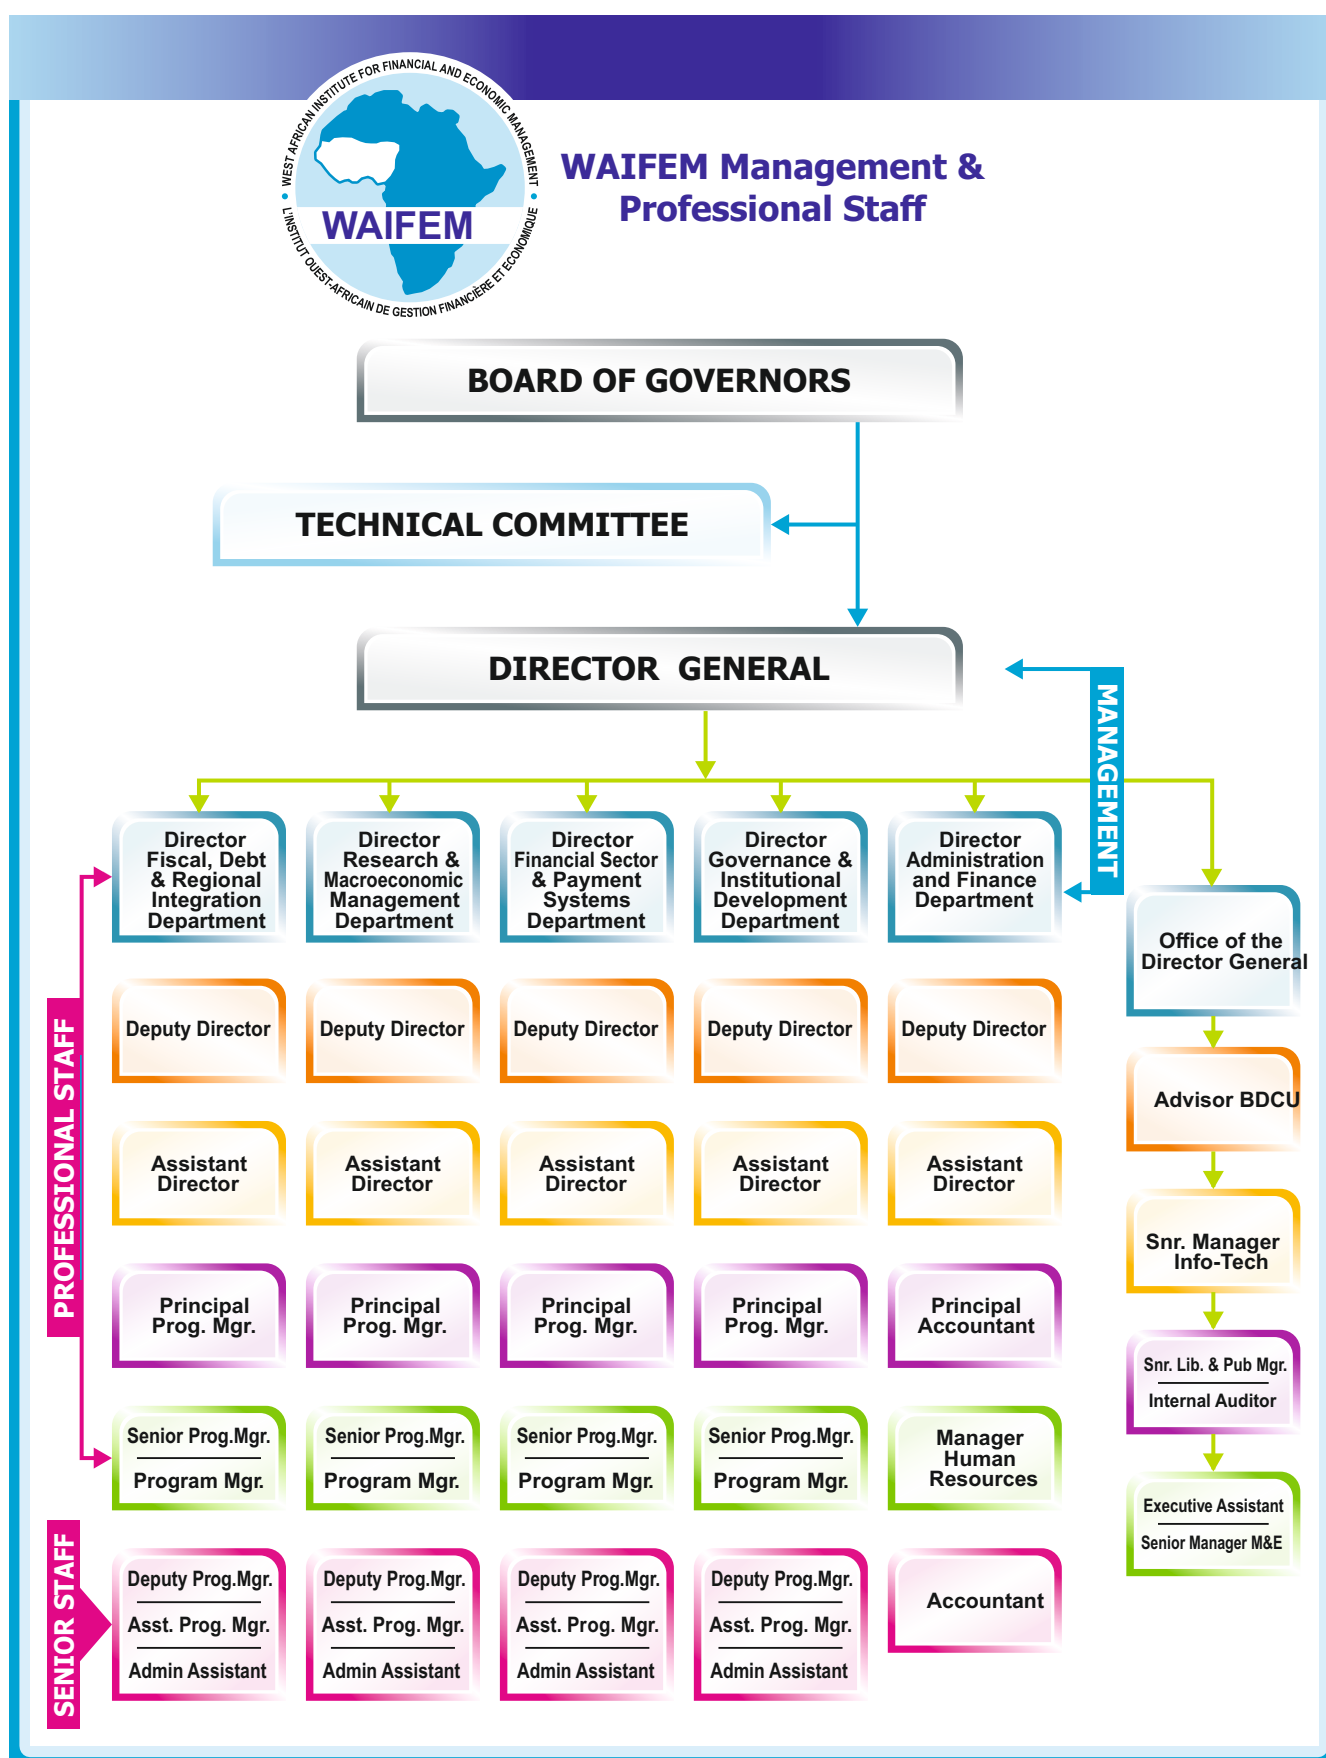 WEST AFRICAN INSTITUTE FOR FINANCIAL AND ECONOMIC MANAGEMENT
WAIFEM
L'INSTITUT OUEST-AFRICAIN DE GESTION FINANCIÈRE ET ECONOMIQUE
WAIFEM Management &
Professional Staff
BOARD OF GOVERNORS
TECHNICAL COMMITTEE
DIRECTOR GENERAL
MANAGEMENT
Director
Fiscal, Debt
& Regional
Integration
Department
Director
Research &
Macroeconomic
Management
Department
Director
Financial Sector
& Payment
Systems
Department
Director
Governance &
Institutional
Development
Department
Director
Administration
and Finance
Department
Office of the
Director General
PROFESSIONAL STAFF
Deputy Director
Deputy Director
Deputy Director
Deputy Director
Deputy Director
Advisor BDCU
Assistant
Director
Assistant
Director
Assistant
Director
Assistant
Director
Assistant
Director
Snr. Manager
Info-Tech
Principal
Prog. Mgr.
Principal
Prog. Mgr.
Principal
Prog. Mgr.
Principal
Prog. Mgr.
Principal
Accountant
Snr. Lib. & Pub Mgr.
Internal Auditor
Senior Prog.Mgr.
Program Mgr.
Senior Prog.Mgr.
Program Mgr.
Senior Prog.Mgr.
Program Mgr.
Senior Prog.Mgr.
Program Mgr.
Manager
Human
Resources
Executive Assistant
Senior Manager M&E
SENIOR STAFF
Deputy Prog.Mgr.
Asst. Prog. Mgr.
Admin Assistant
Deputy Prog.Mgr.
Asst. Prog. Mgr.
Admin Assistant
Deputy Prog.Mgr.
Asst. Prog. Mgr.
Admin Assistant
Deputy Prog.Mgr.
Asst. Prog. Mgr.
Admin Assistant
Accountant